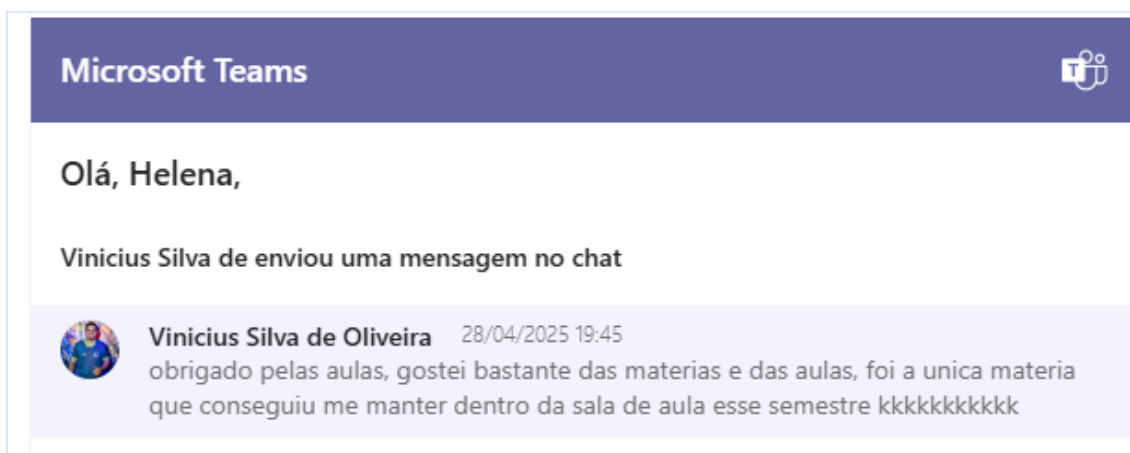 Microsoft Teams
T
Olá, Helena,
Vinicius Silva de enviou uma mensagem no chat
Vinicius Silva de Oliveira 28/04/2025 19:45
obrigado pelas aulas, gostei bastante das materias e das aulas, foi a unica materia
que conseguiu me manter dentro da sala de aula esse semestre kkkkkkkkkkk